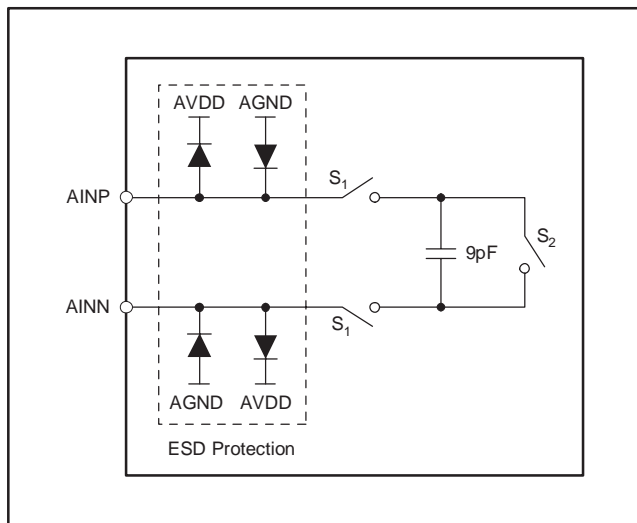 AVDD AGND
S1
AINP
S2
9pF
AINN
S1
AGND AVDD
ESD Protection